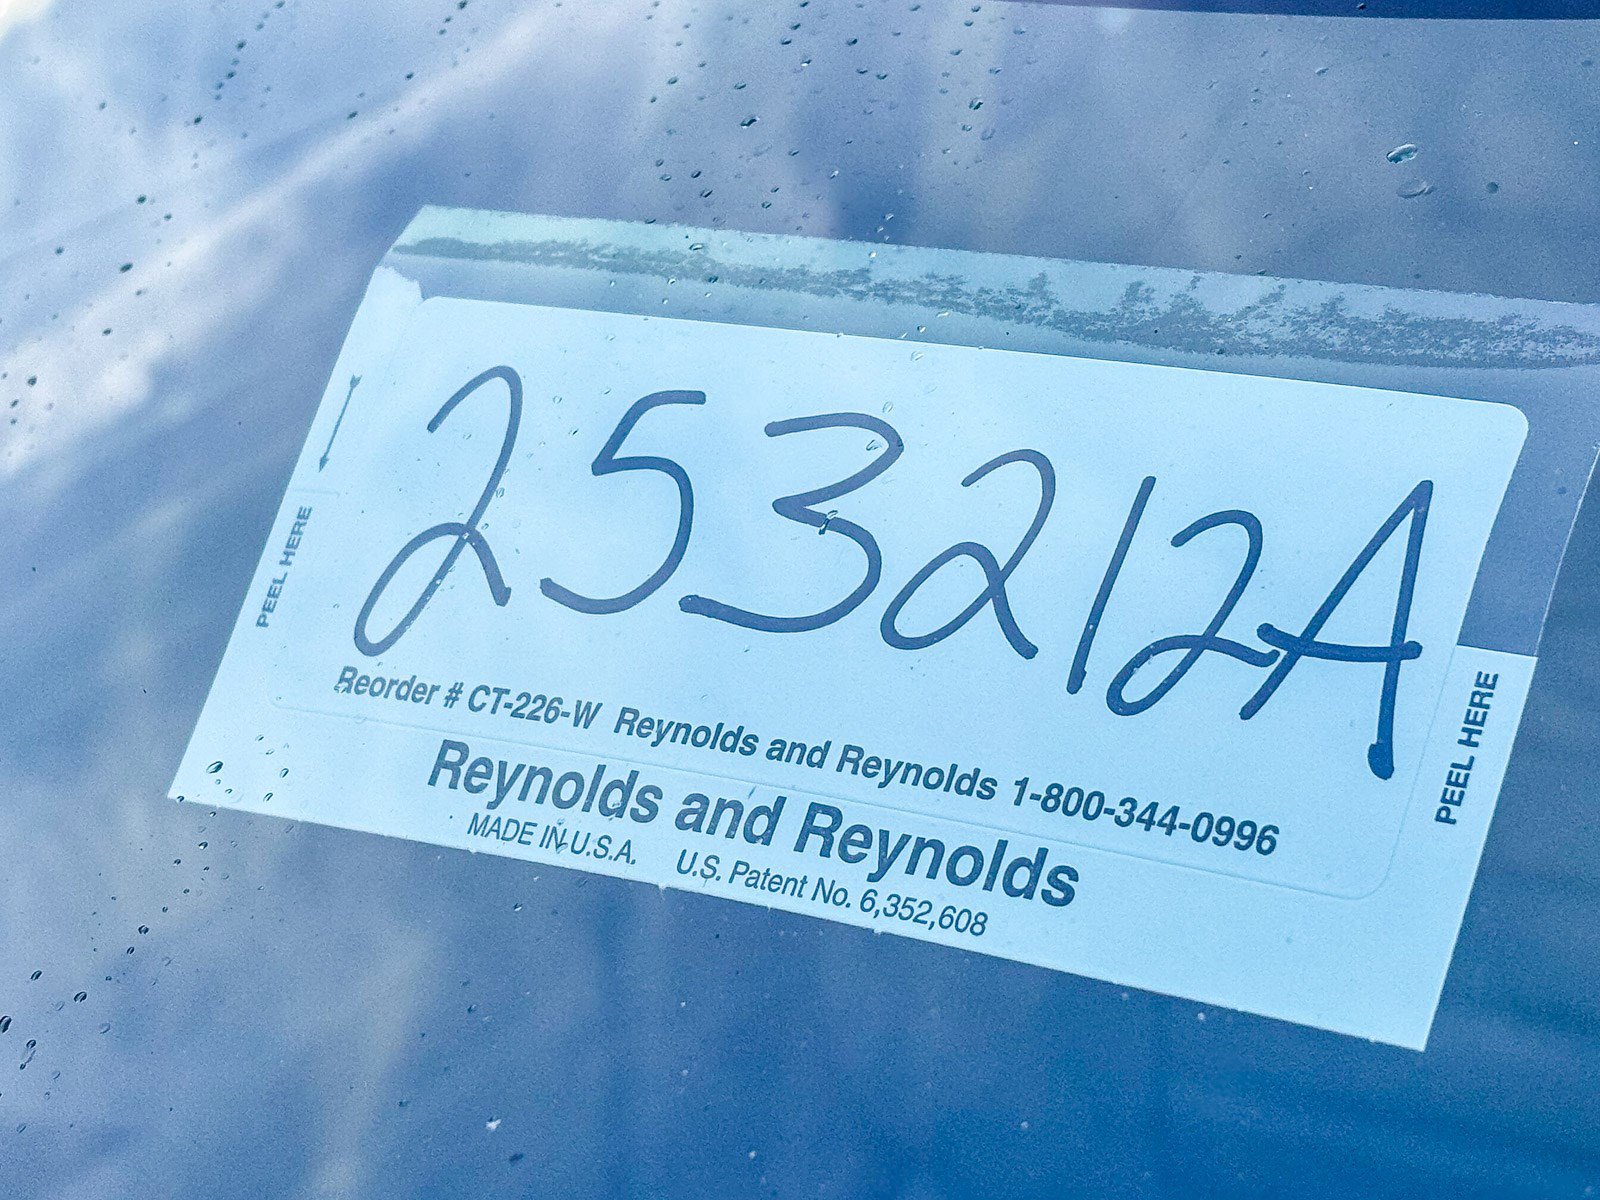 253212A
PEEL HERE
PEEL HERE
Reorder # CT-226-W Reynolds and Reynolds 1-800-344-0996
Reynolds and Reynolds
MADE IN U.S.A. U.S. Patent No. 6,352,608